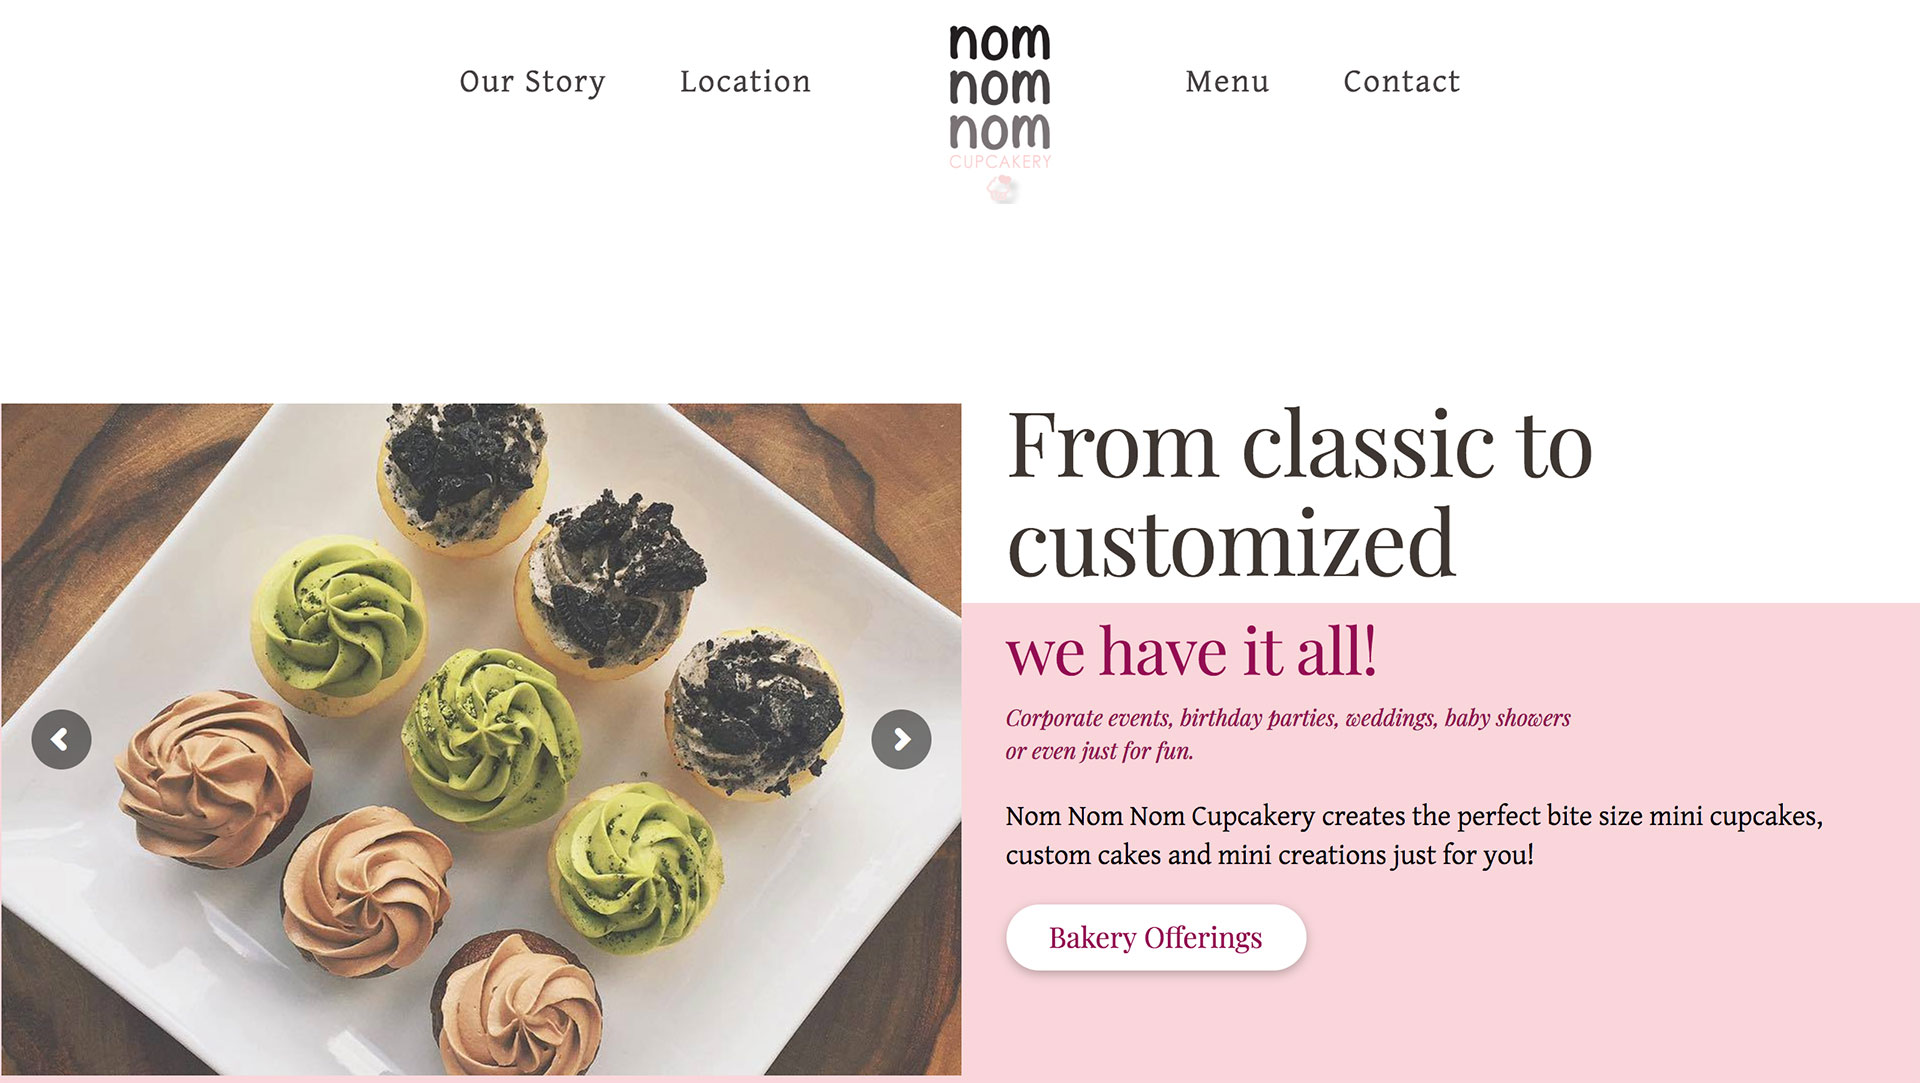 Our Story
Location
nom
nom
nom
CUPCAKERY
Menu
Contact
From classic to
customized
we have it all!
Corporate events, birthday parties, weddings, baby showers
or even just for fun.
Nom Nom Nom Cupcakery creates the perfect bite size mini cupcakes,
custom cakes and mini creations just for you!
Bakery Offerings